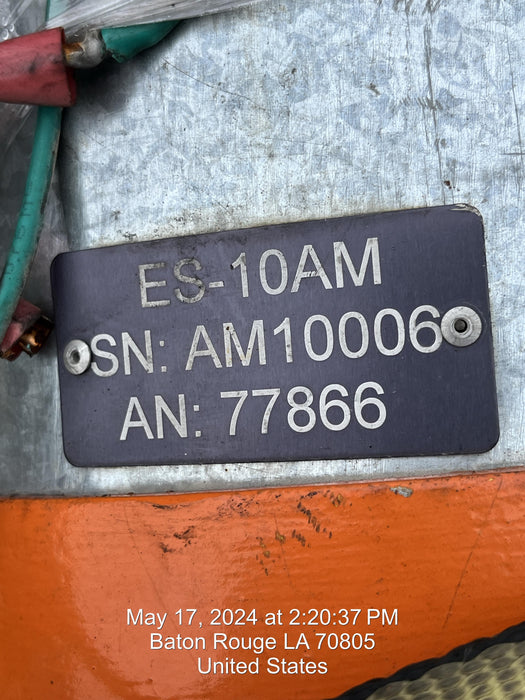 ES-10AM
SN: AM10006
AN: 77866
May 17, 2024 at 2:20:37 PM
Baton Rouge LA 70805
United States